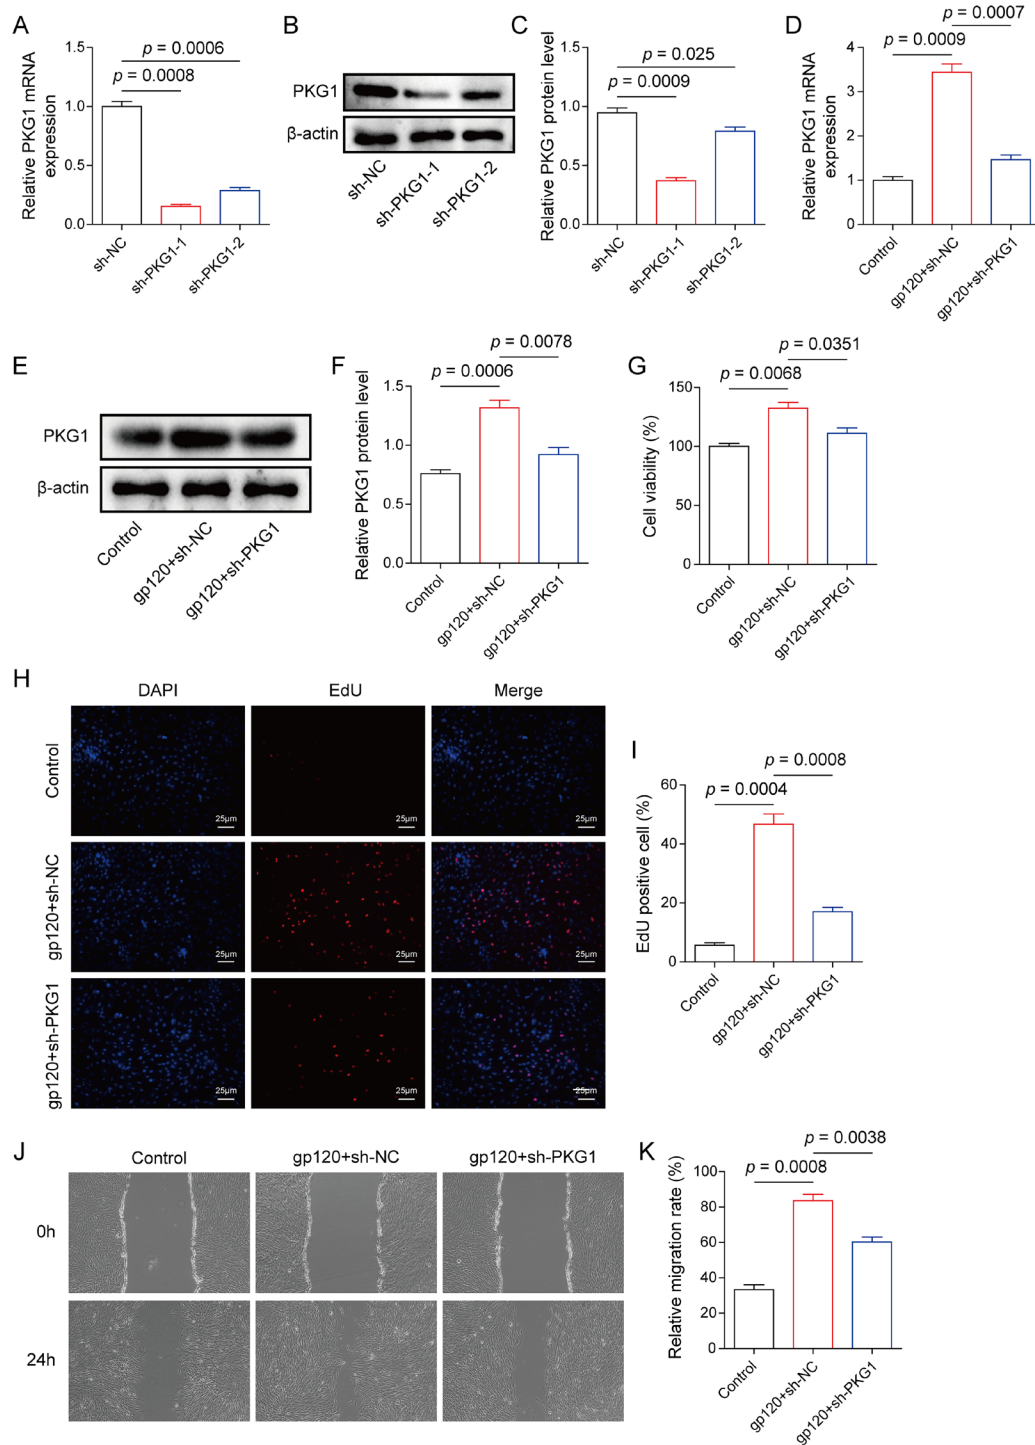 A
Relative PKG1 mRNA
expression
1.5
1.0
0.5
0.0
p = 0.0006
p = 0.0008
sh-NC
sh-PKG1-1
sh-PKG1-2
B
PKG1
β-actin
sh-NC
sh-PKG1-1
sh-PKG1-2
C
Relative PKG1 protein level
1.5
1.0
0.5
0.0
p = 0.025
p = 0.0009
sh-NC
sh-PKG1-1
sh-PKG1-2
D
Relative PKG1 mRNA
expression
4
3
2
1
0
p = 0.0007
p = 0.0009
Control
gp120+sh-NC
gp120+sh-PKG1
E
PKG1
β-actin
Control
gp120+sh-NC
gp120+sh-PKG1
F
Relative PKG1 protein level
1.5
1.0
0.5
0.0
p = 0.0078
p = 0.0006
Control
gp120+sh-NC
gp120+sh-PKG1
G
Cell viability (%)
150
100
50
0
p = 0.0351
p = 0.0068
Control
gp120+sh-NC
gp120+sh-PKG1
H
DAPI
EdU
Merge
Control
25μm
25μm
25μm
gp120+sh-NC
25μm
25μm
25μm
gp120+sh-PKG1
25μm
25μm
25μm
I
EdU positive cell (%)
60
40
20
0
p = 0.0008
p = 0.0004
Control
gp120+sh-NC
gp120+sh-PKG1
J
Control
gp120+sh-NC
gp120+sh-PKG1
0h
24h
K
Relative migration rate (%)
100
80
60
40
20
0
p = 0.0038
p = 0.0008
Control
gp120+sh-NC
gp120+sh-PKG1